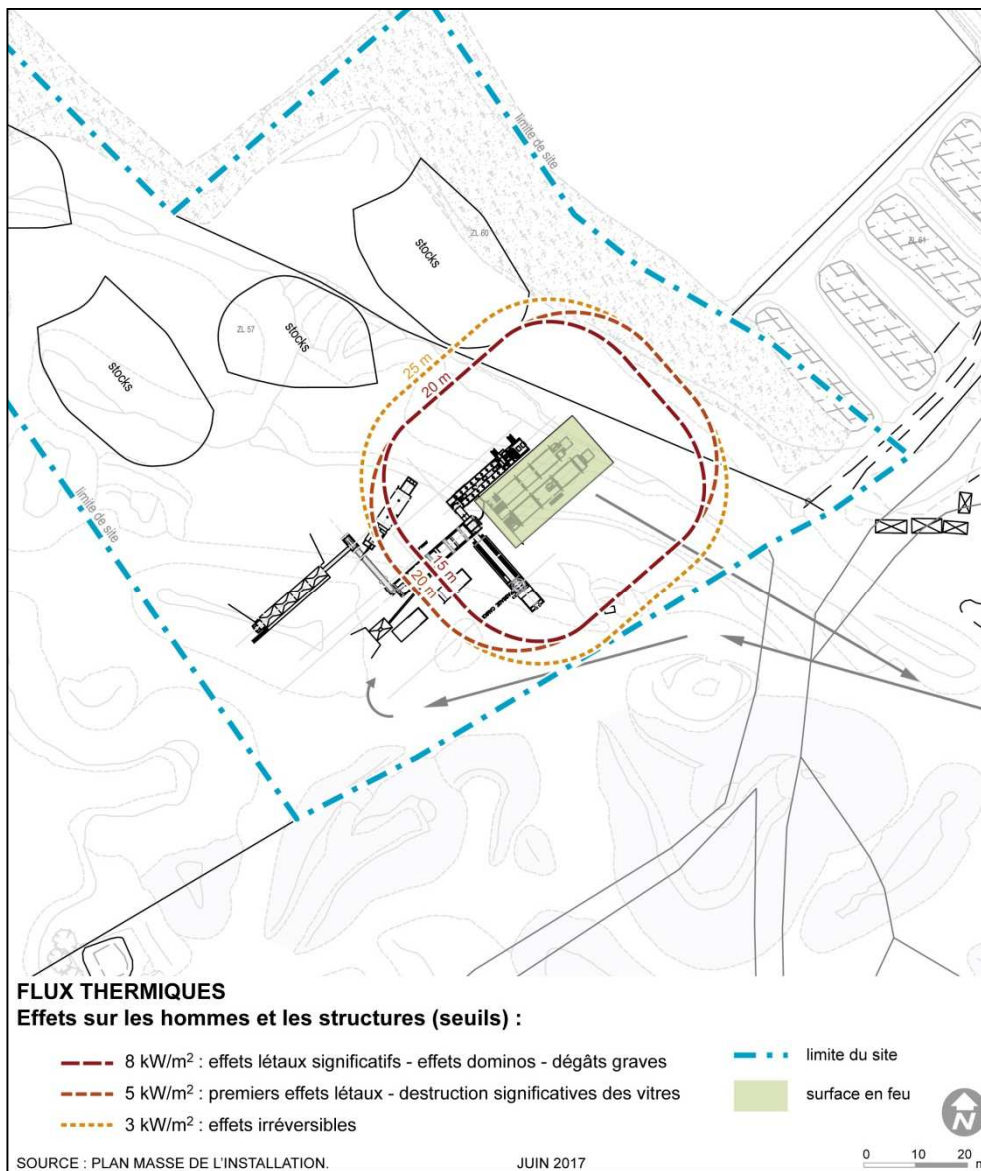 limite de site
ZL 60
stocks
ZL 61
ZL 57
stocks
stocks
25 m
20 m
limite de site
15 m
20 m
FLUX THERMIQUES
Effets sur les hommes et les structures (seuils) :
8 kW/m² : effets létaux significatifs - effets dominos - dégâts graves
limite du site
5 kW/m² : premiers effets létaux - destruction significatives des vitres
surface en feu
3 kW/m² : effets irréversibles
N
SOURCE : PLAN MASSE DE L'INSTALLATION.
JUIN 2017
0 10 20
m